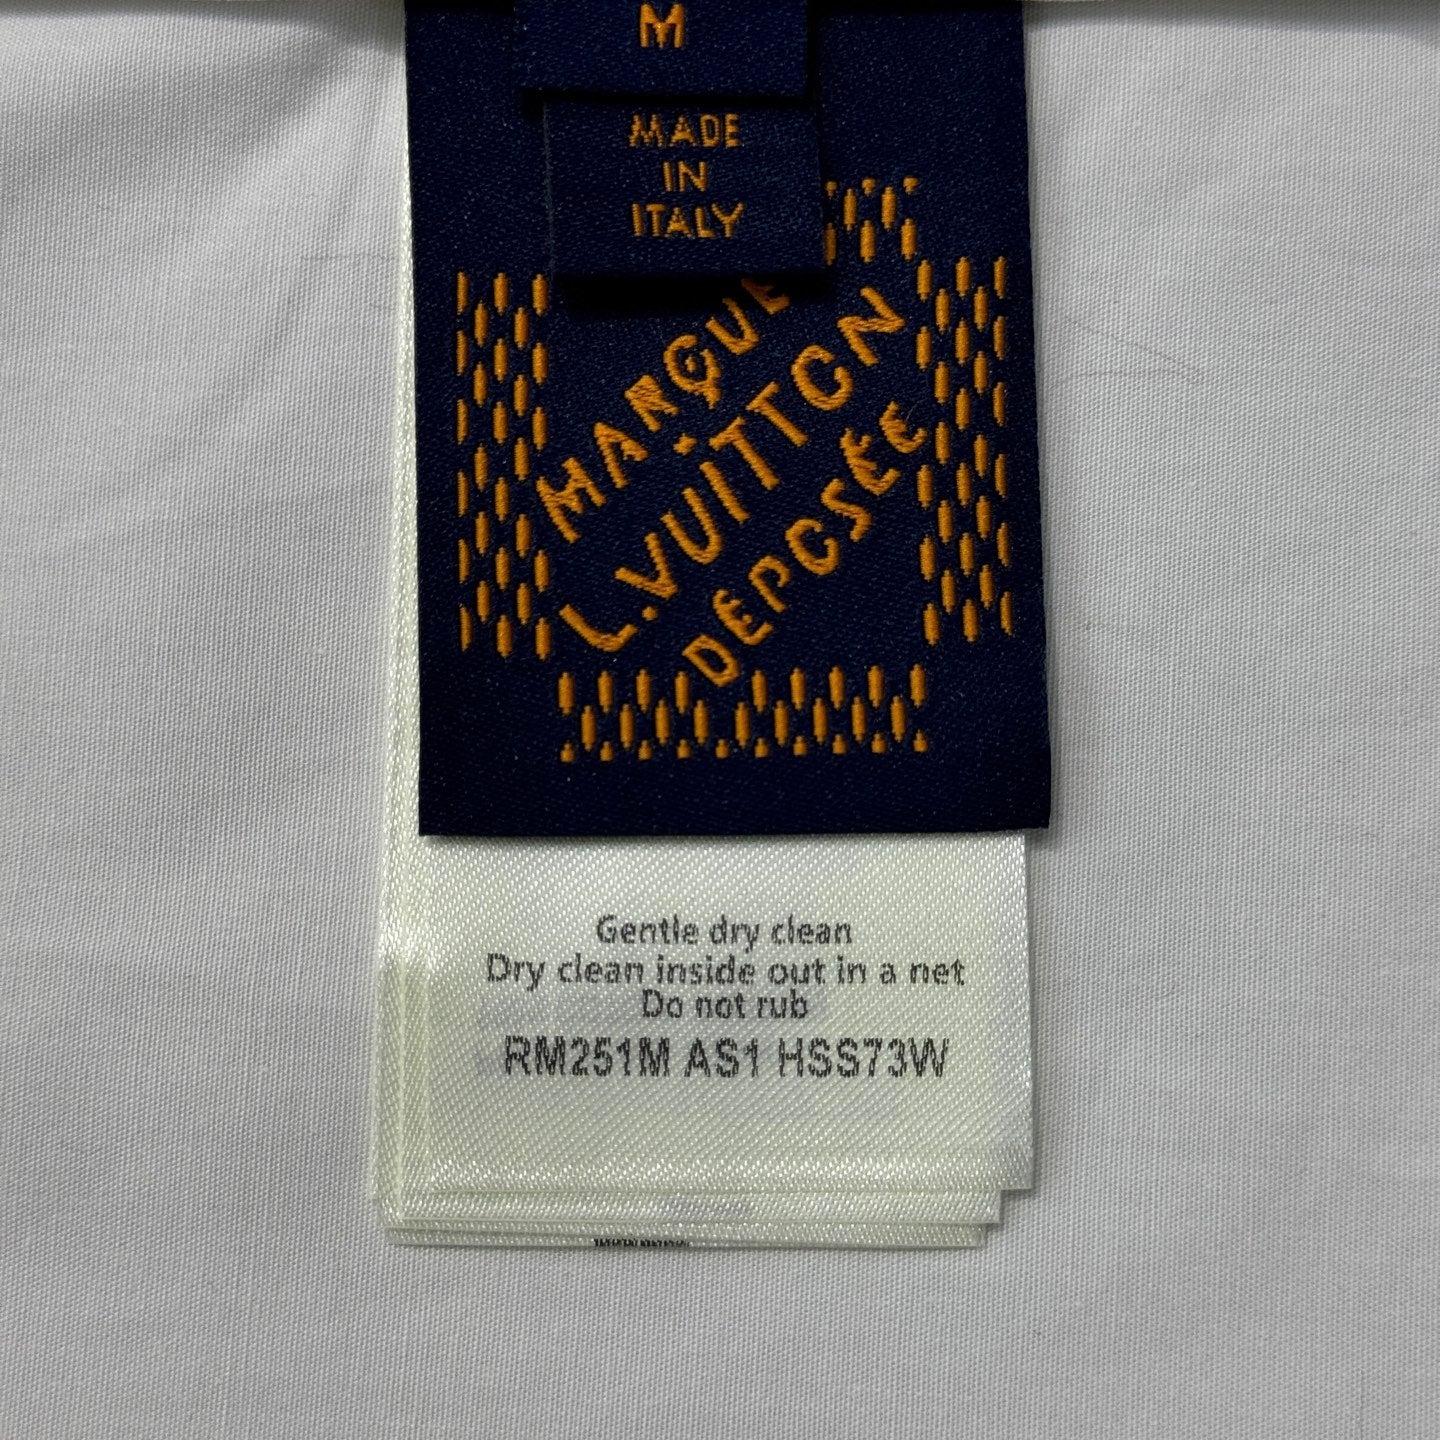 M
MADE
IN
ITALY
MARQUE
L.VUITTON
DÉPOSÉE
Gentle dry clean
Dry clean inside out in a net
Do not rub
RM251M AS1 HSS73W